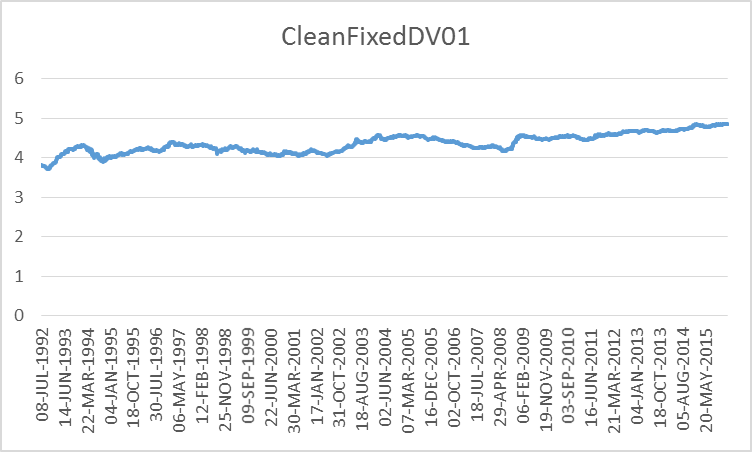 CleanFixedDV01
6
5
4
3
2
1
0
08-JUL-1992
14-JUN-1993
22-MAR-1994
04-JAN-1995
18-OCT-1995
30-JUL-1996
06-MAY-1997
12-FEB-1998
25-NOV-1998
09-SEP-1999
22-JUN-2000
29-MAR-2001
17-JAN-2002
31-OCT-2002
18-AUG-2003
02-JUN-2004
07-MAR-2005
16-DEC-2005
02-OCT-2006
18-JUL-2007
29-APR-2008
06-FEB-2009
19-NOV-2009
03-SEP-2010
16-JUN-2011
21-MAR-2012
04-JAN-2013
18-OCT-2013
05-AUG-2014
20-MAY-2015